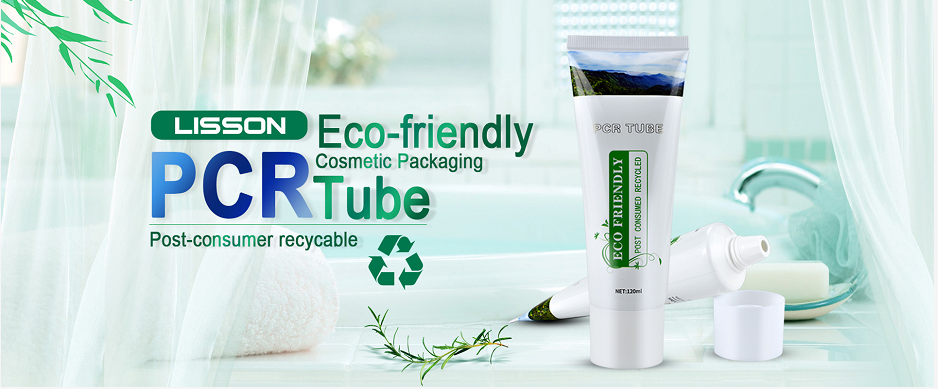 LISSON
Eco-friendly
Cosmetic Packaging
PCR Tube
Post-consumer recycable
PCR TUBE
ECO FRIENDLY
POST CONSUMED RECYCLED
NET:120ml